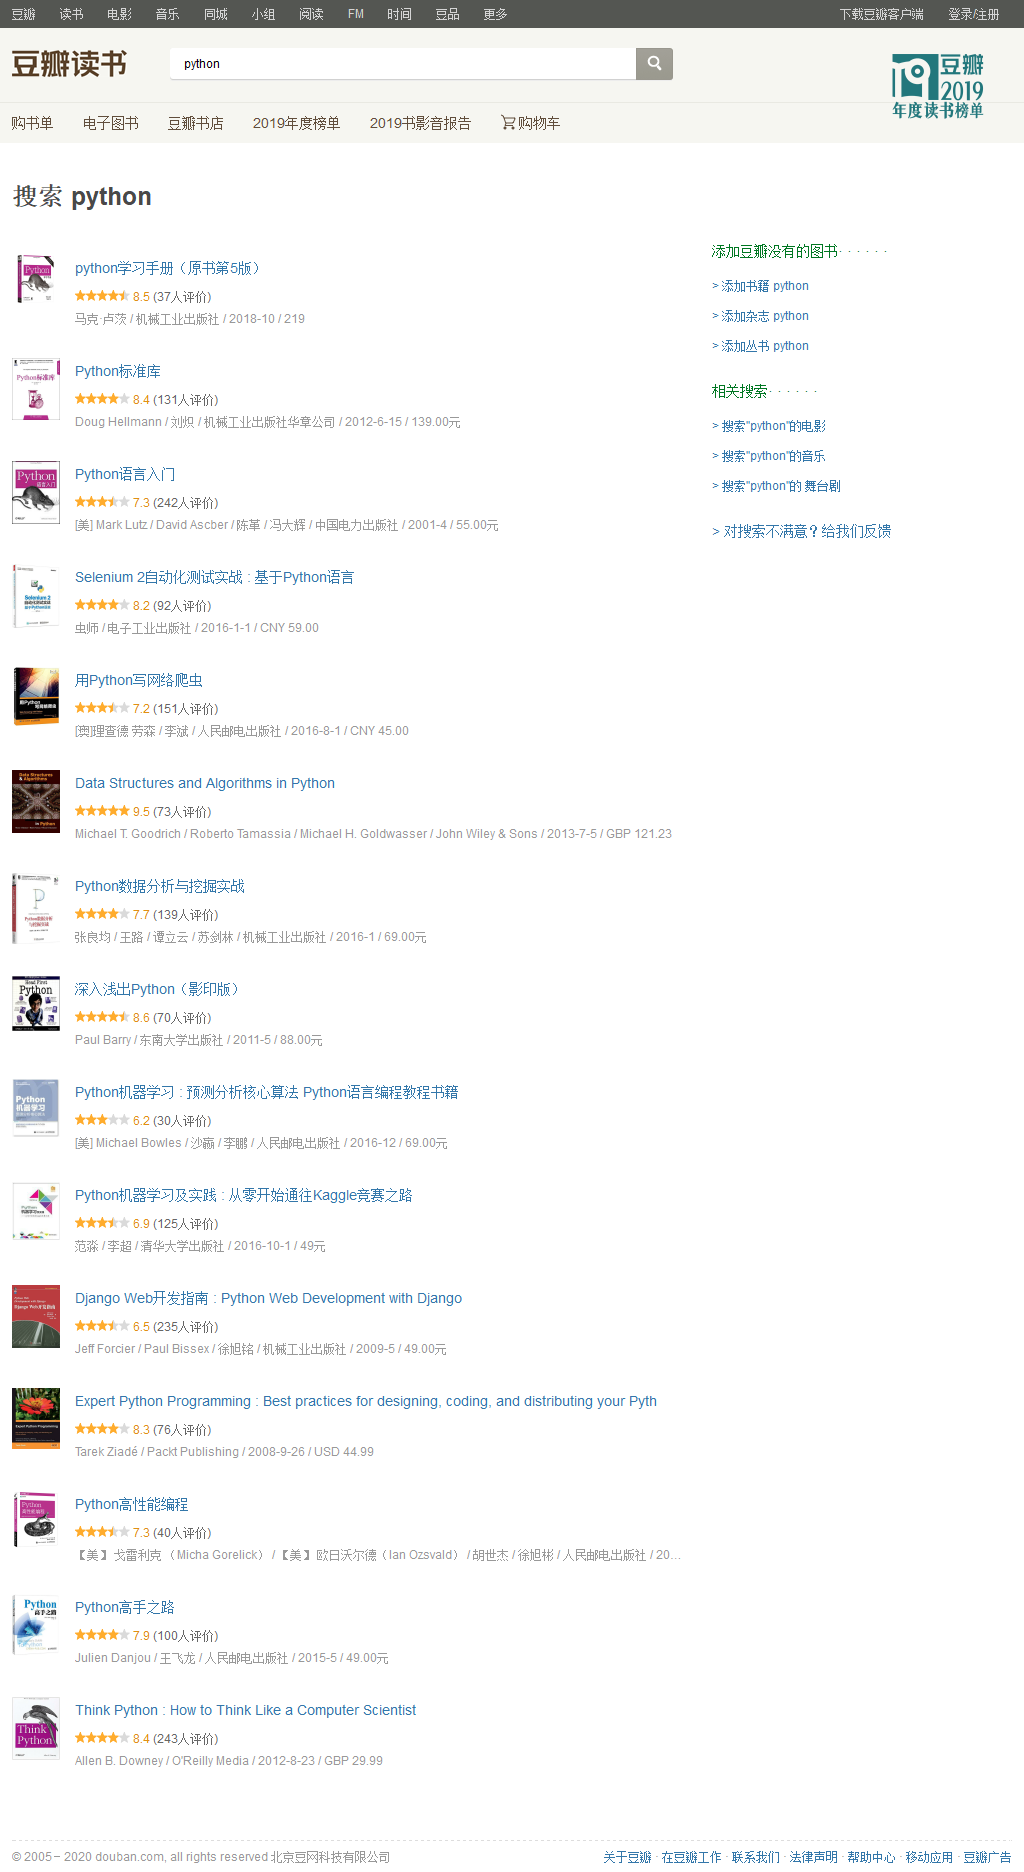 豆瓣 读书 电影 音乐 同城 小组 阅读 FM 时间 豆品 更多 下载豆瓣客户端 登录/注册
豆瓣读书
python
豆瓣
2019
年度读书榜单
购书单 电子图书 豆瓣书店 2019年度榜单 2019书影音报告 购物车
搜索 python
python学习手册（原书第5版）
8.5 (37人评价)
马克·卢茨 / 机械工业出版社 / 2018-10 / 219
Python标准库
8.4 (131人评价)
Doug Hellmann / 刘炽 / 机械工业出版社华章公司 / 2012-6-15 / 139.00元
Python语言入门
7.3 (242人评价)
[美] Mark Lutz / David Ascber / 陈革 / 冯大辉 / 中国电力出版社 / 2001-4 / 55.00元
Selenium 2自动化测试实战 : 基于Python语言
8.2 (92人评价)
虫师 / 电子工业出版社 / 2016-1-1 / CNY 59.00
用Python写网络爬虫
7.2 (151人评价)
[澳]理查德 劳森 / 李斌 / 人民邮电出版社 / 2016-8-1 / CNY 45.00
Data Structures and Algorithms in Python
9.5 (73人评价)
Michael T. Goodrich / Roberto Tamassia / Michael H. Goldwasser / John Wiley & Sons / 2013-7-5 / GBP 121.23
Python数据分析与挖掘实战
7.7 (139人评价)
张良均 / 王路 / 谭立云 / 苏剑林 / 机械工业出版社 / 2016-1 / 69.00元
深入浅出Python（影印版）
8.6 (70人评价)
Paul Barry / 东南大学出版社 / 2011-5 / 88.00元
Python机器学习 : 预测分析核心算法 Python语言编程教程书籍
6.2 (30人评价)
[美] Michael Bowles / 沙嬴 / 李鹏 / 人民邮电出版社 / 2016-12 / 69.00元
Python机器学习及实践 : 从零开始通往Kaggle竞赛之路
6.9 (125人评价)
范淼 / 李超 / 清华大学出版社 / 2016-10-1 / 49元
Django Web开发指南 : Python Web Development with Django
6.5 (235人评价)
Jeff Forcier / Paul Bissex / 徐旭铭 / 机械工业出版社 / 2009-5 / 49.00元
Expert Python Programming : Best practices for designing, coding, and distributing your Pyth
8.3 (76人评价)
Tarek Ziadé / Packt Publishing / 2008-9-26 / USD 44.99
Python高性能编程
7.3 (40人评价)
【美】 戈雷利克 （Micha Gorelick） / 【美】 欧日沃尔德（Ian Ozsvald） / 胡世杰 / 徐旭彬 / 人民邮电出版社 / 20...
Python高手之路
7.9 (100人评价)
Julien Danjou / 王飞龙 / 人民邮电出版社 / 2015-5 / 49.00元
Think Python : How to Think Like a Computer Scientist
8.4 (243人评价)
Allen B. Downey / O'Reilly Media / 2012-8-23 / GBP 29.99
添加豆瓣没有的图书 · · · · · ·
> 添加书籍 python
> 添加杂志 python
> 添加丛书 python
相关搜索 · · · · · ·
> 搜索"python"的电影
> 搜索"python"的音乐
> 搜索"python"的 舞台剧
> 对搜索不满意？给我们反馈
© 2005－2020 douban.com, all rights reserved 北京豆网科技有限公司
关于豆瓣 · 在豆瓣工作 · 联系我们 · 法律声明 · 帮助中心 · 移动应用 · 豆瓣广告